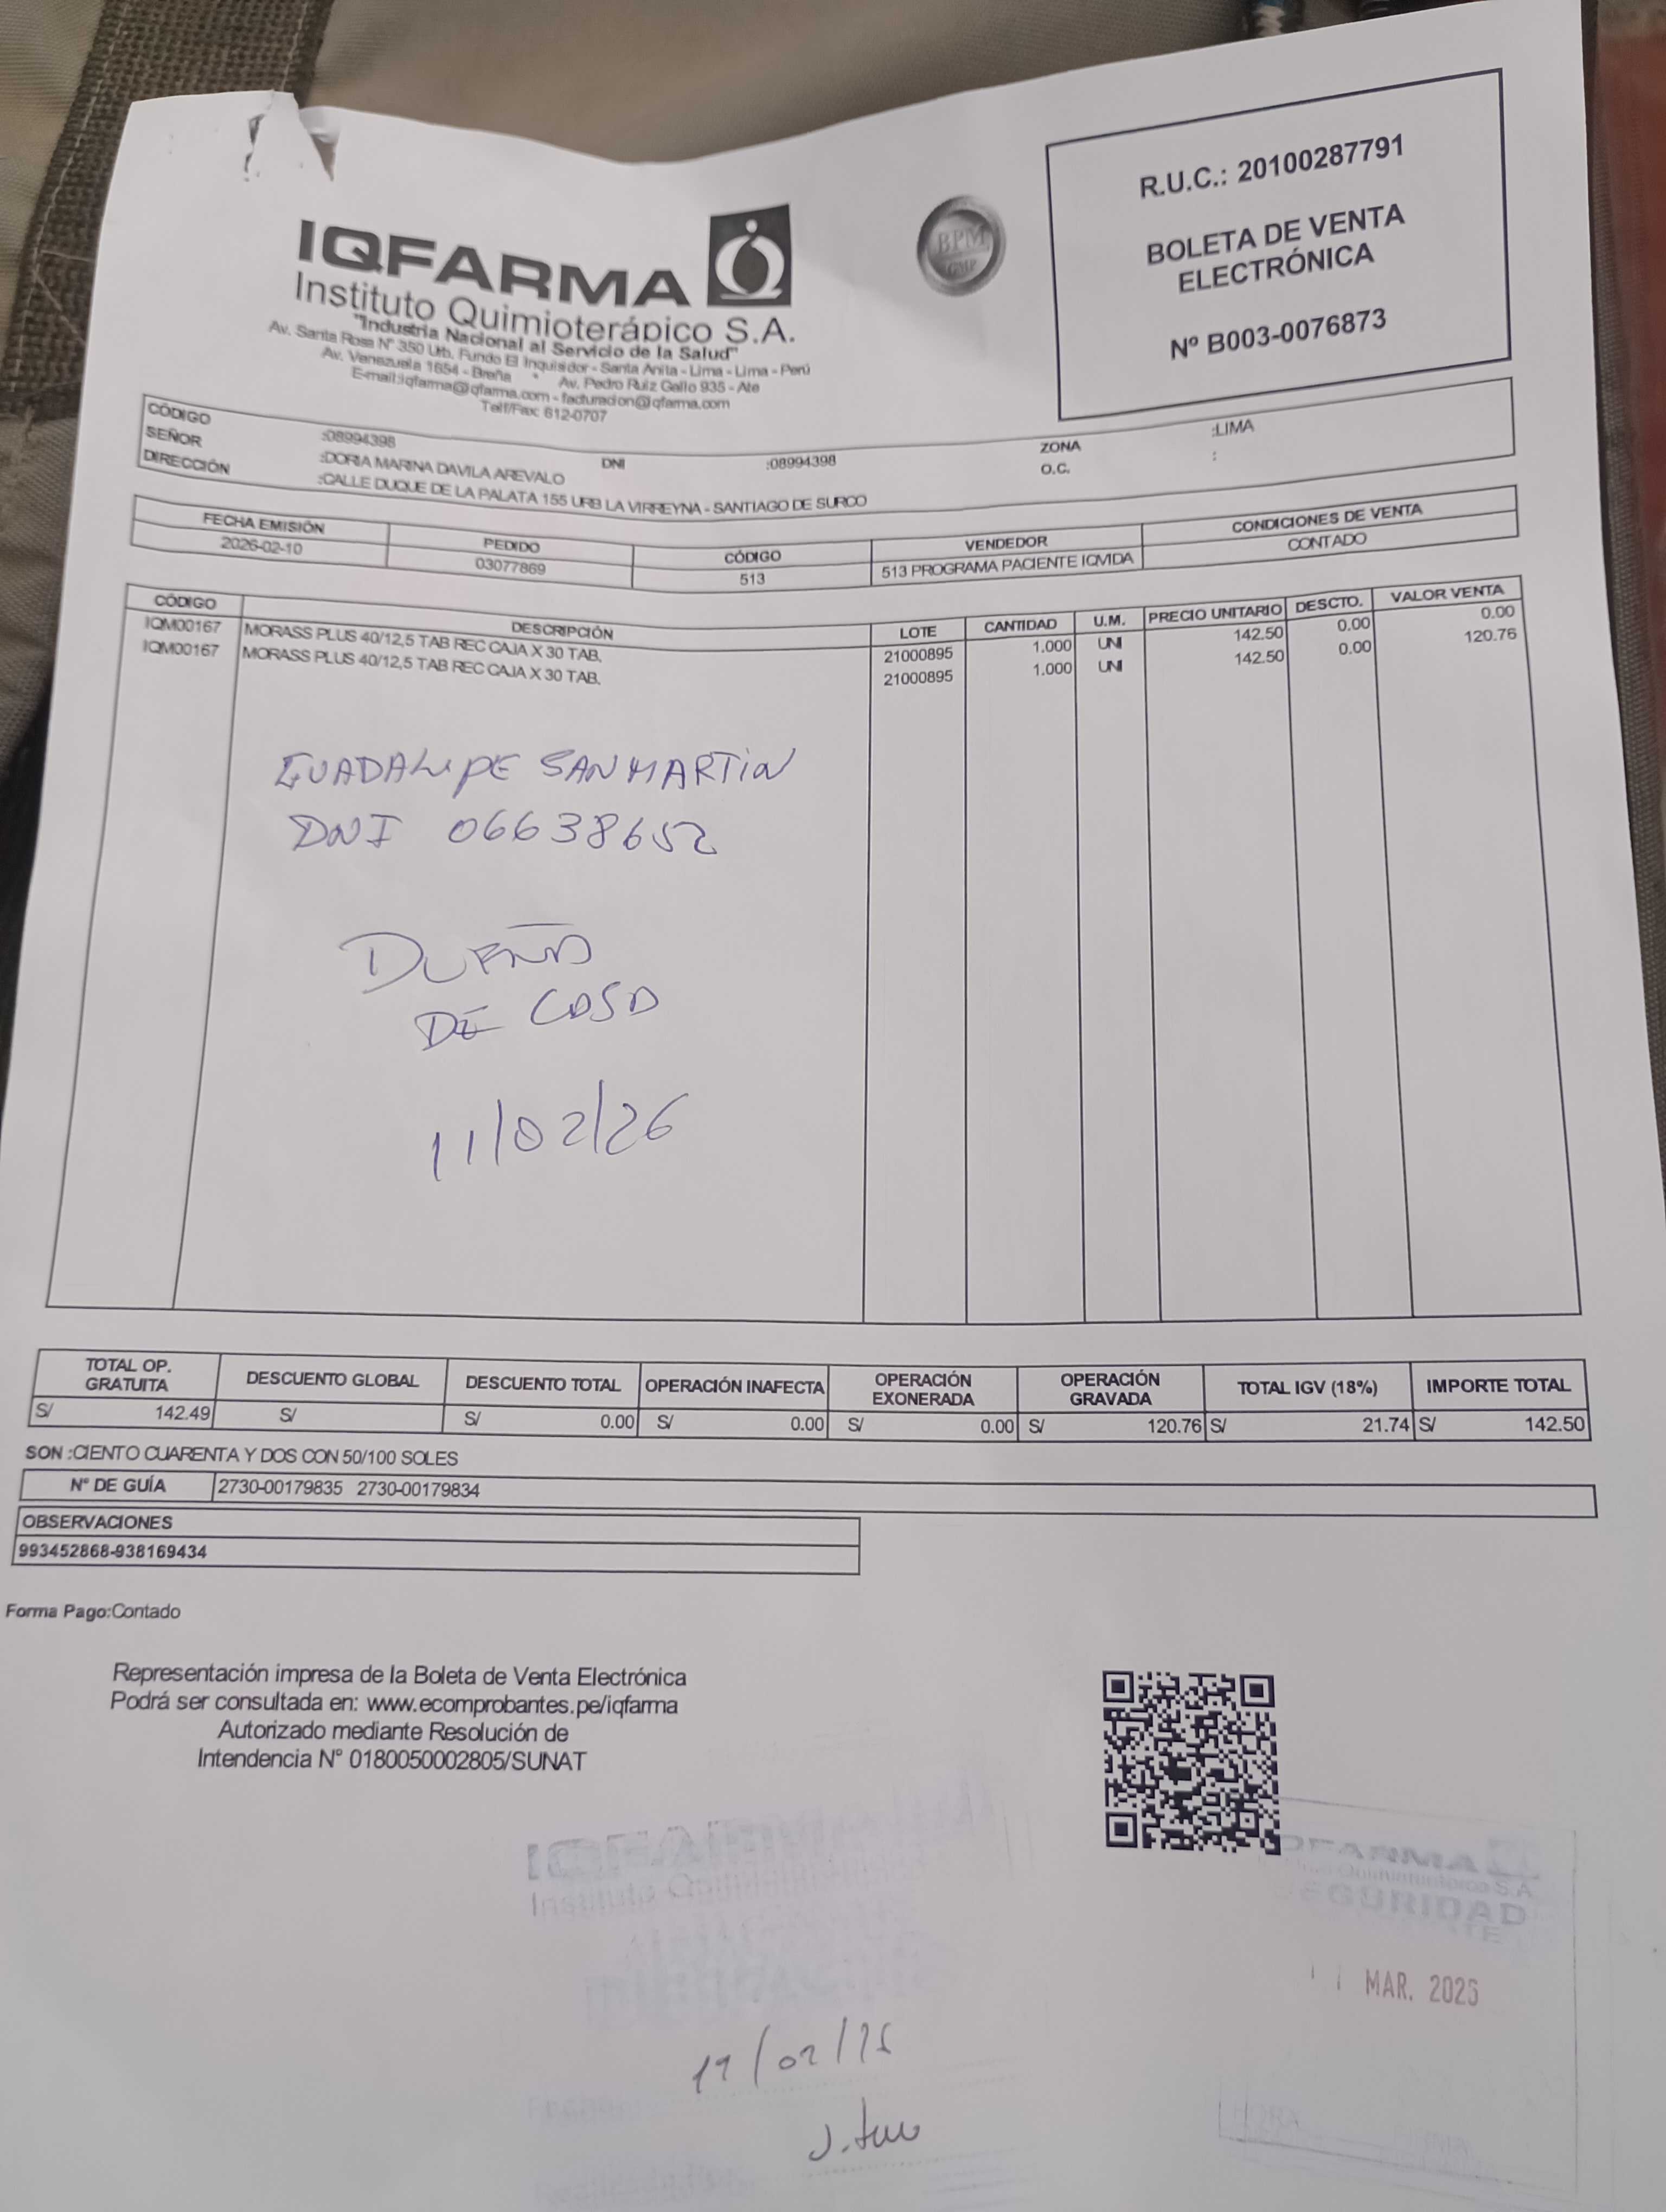 IQFARMA
Instituto Quimioterápico S.A.
"Industria Nacional al Servicio de la Salud"
Av. Santa Rosa N° 350 Urb. Fundo El Inquisidor - Santa Anita - Lima - Lima - Perú
Av. Venezuela 1654 - Breña * Av. Pedro Ruiz Gallo 935 - Ate
E-mail:iqfarma@iqfarma.com - facturacion@iqfarma.com
Telf/Fax: 612-0707
BPM
GMP
R.U.C.: 20100287791
BOLETA DE VENTA
ELECTRÓNICA
Nº B003-0076873
CÓDIGO :08994398 DNI :08994398 ZONA :LIMA
SEÑOR :DORIA MARINA DAVILA AREVALO O.C. :
DIRECCIÓN :CALLE DUQUE DE LA PALATA 155 URB LA VIRREYNA - SANTIAGO DE SURCO
FECHA EMISIÓN PEDIDO CÓDIGO VENDEDOR CONDICIONES DE VENTA
2026-02-10 03077869 513 513 PROGRAMA PACIENTE IQVIDA CONTADO
CÓDIGO DESCRIPCIÓN LOTE CANTIDAD U.M. PRECIO UNITARIO DESCTO. VALOR VENTA
IQM00167 MORASS PLUS 40/12,5 TAB REC CAJA X 30 TAB. 21000895 1.000 UNI 142.50 0.00 0.00
IQM00167 MORASS PLUS 40/12,5 TAB REC CAJA X 30 TAB. 21000895 1.000 UNI 142.50 0.00 120.76
GUADALUPE SANMARTIN
DNI 06638652
DUEÑO
DE COSO
11/02/26
TOTAL OP. GRATUITA DESCUENTO GLOBAL DESCUENTO TOTAL OPERACIÓN INAFECTA OPERACIÓN EXONERADA OPERACIÓN GRAVADA TOTAL IGV (18%) IMPORTE TOTAL
S/ 142.49 S/ S/ 0.00 S/ 0.00 S/ 0.00 S/ 120.76 S/ 21.74 S/ 142.50
SON :CIENTO CUARENTA Y DOS CON 50/100 SOLES
N° DE GUÍA 2730-00179835 2730-00179834
OBSERVACIONES
993452868-938169434
Forma Pago:Contado
Representación impresa de la Boleta de Venta Electrónica
Podrá ser consultada en: www.ecomprobantes.pe/iqfarma
Autorizado mediante Resolución de
Intendencia N° 0180050002805/SUNAT
IQFARMA
Instituto
MAR. 2025
HORA